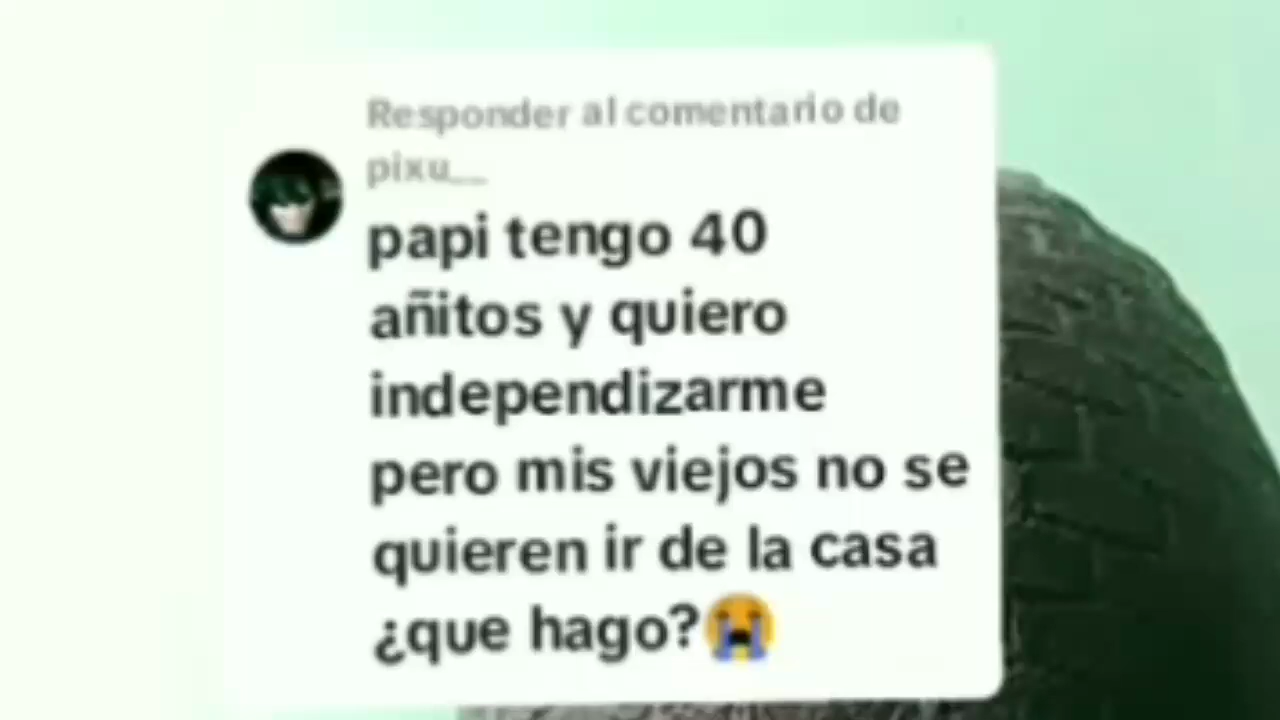 Responder al comentario de
pixu__
papi tengo 40
añitos y quiero
independizarme
pero mis viejos no se
quieren ir de la casa
¿que hago?😭